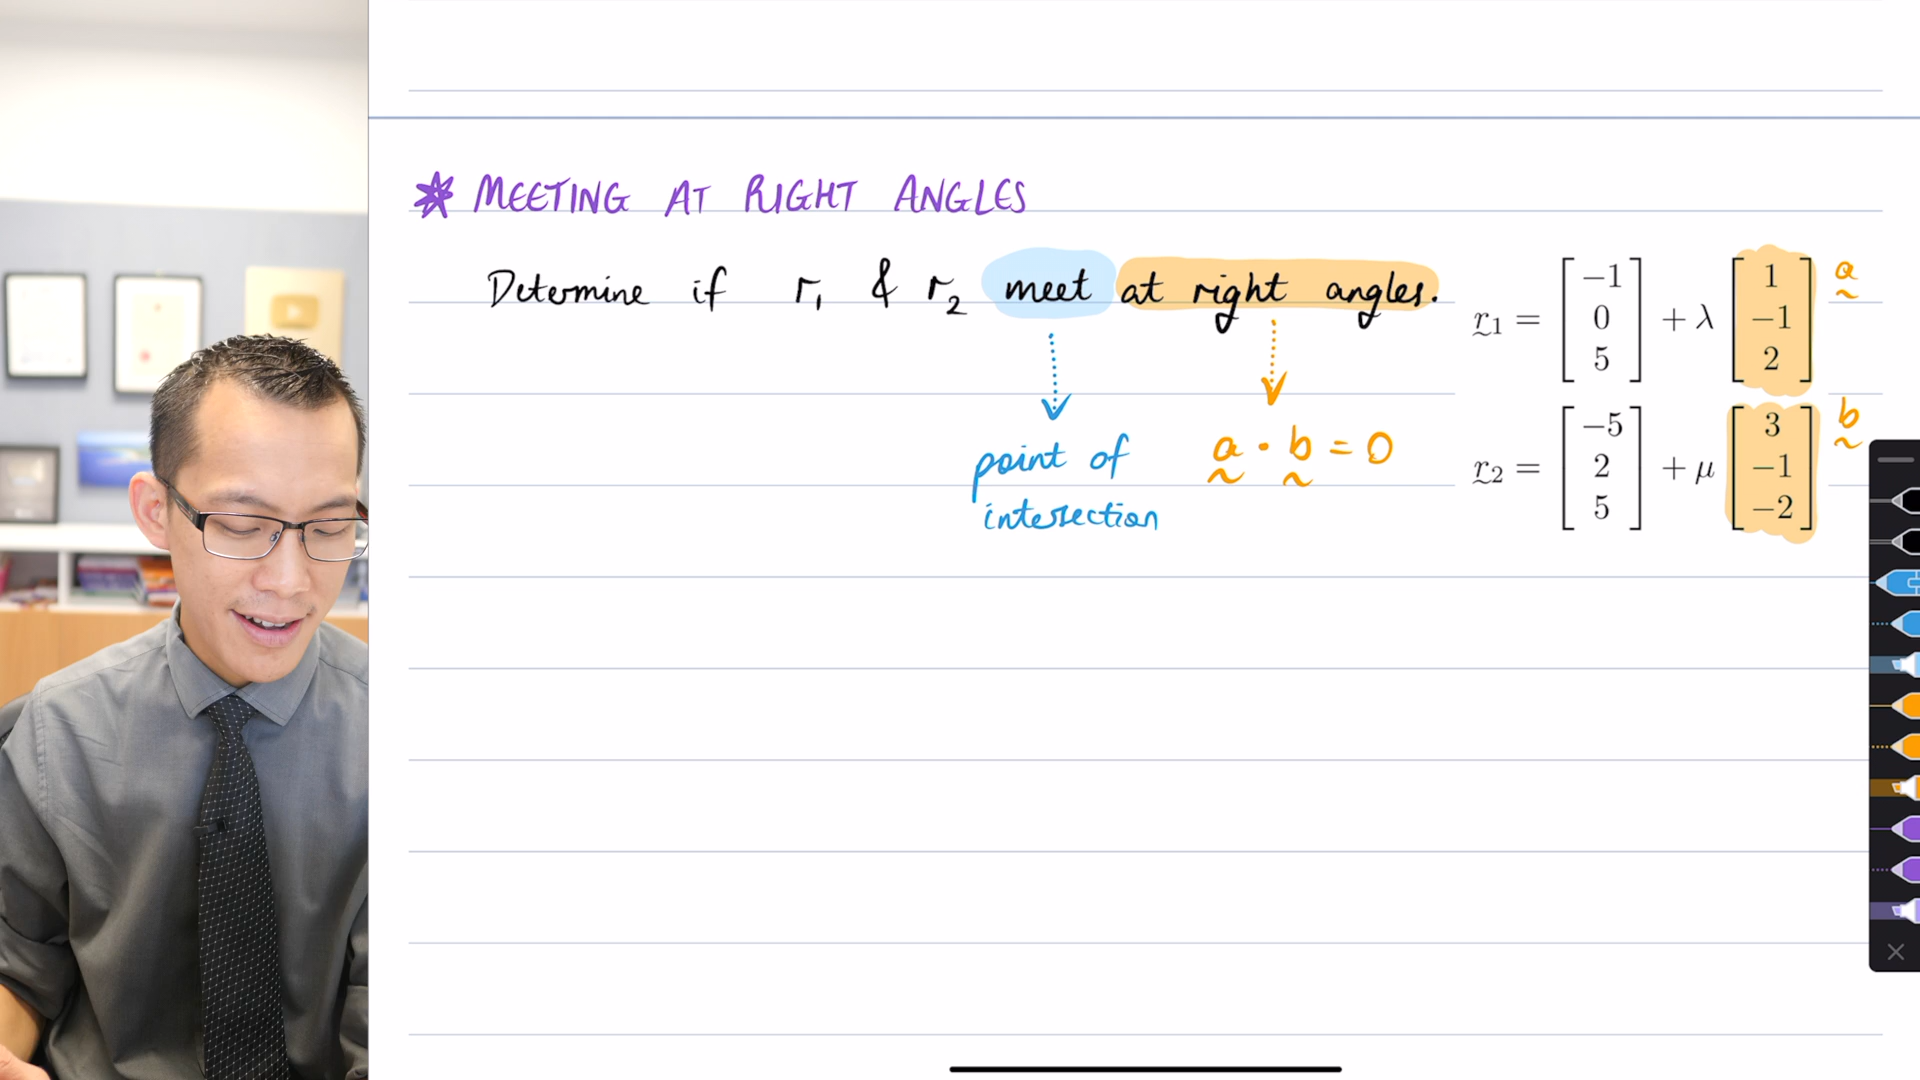 * MEETING AT RIGHT ANGLES
Determine if r₁ & r₂ meet at right angles.
point of
intersection
a · b = 0
r1 = [−1 0 5] + λ [1 −1 2] a
r2 = [−5 2 5] + μ [3 −1 −2] b